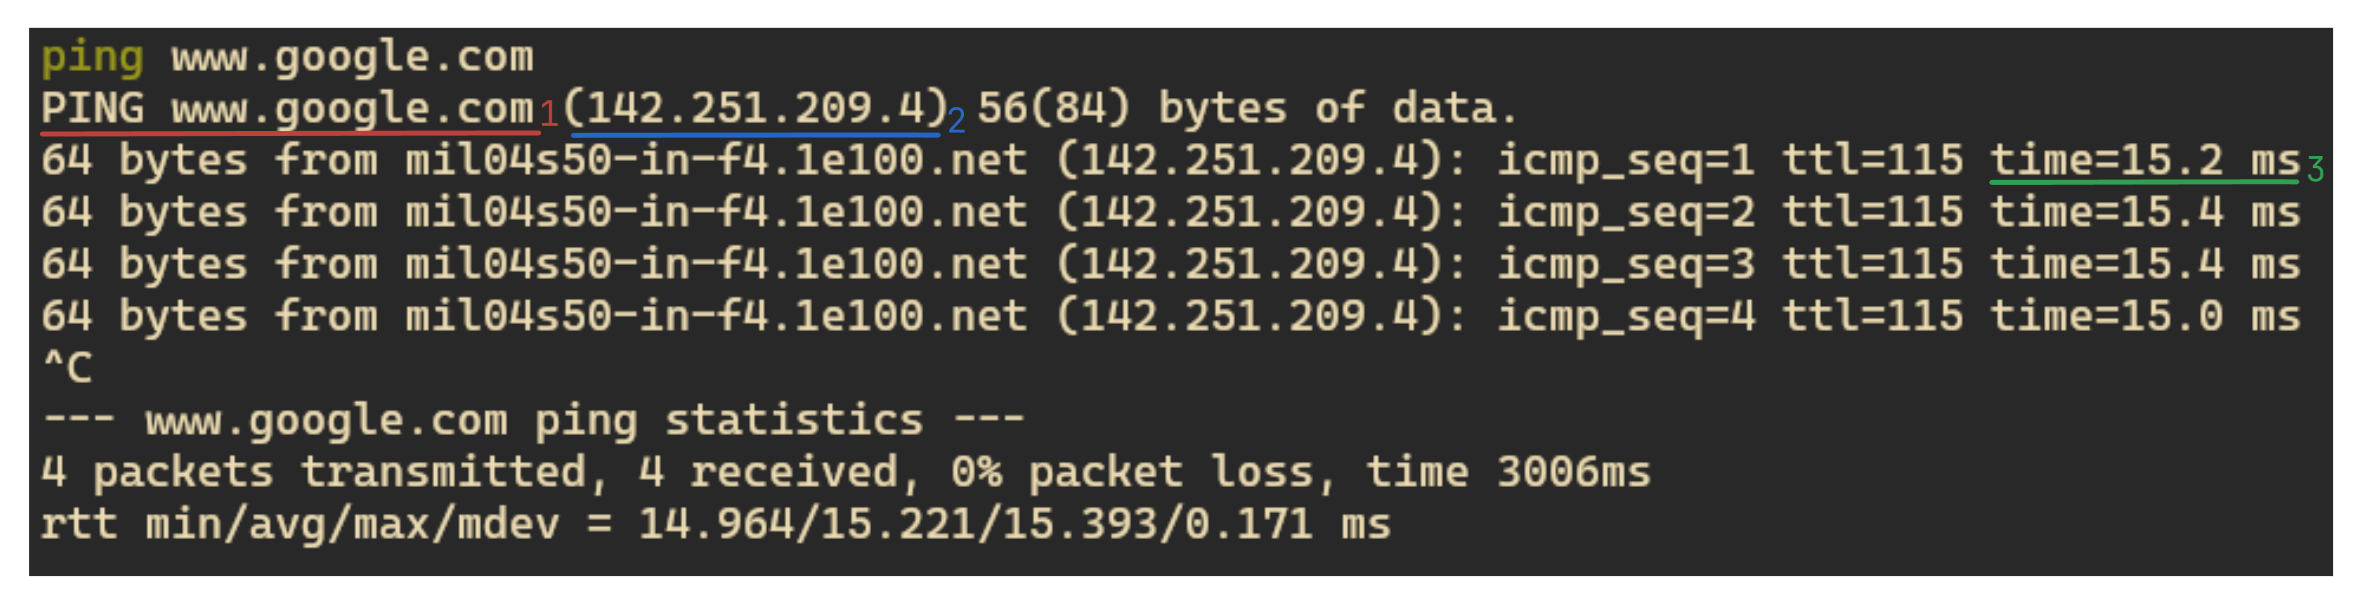 ping www.google.com
PING www.google.com 1 (142.251.209.4) 2 56(84) bytes of data.
64 bytes from mil04s50-in-f4.1e100.net (142.251.209.4): icmp_seq=1 ttl=115 time=15.2 ms 3
64 bytes from mil04s50-in-f4.1e100.net (142.251.209.4): icmp_seq=2 ttl=115 time=15.4 ms
64 bytes from mil04s50-in-f4.1e100.net (142.251.209.4): icmp_seq=3 ttl=115 time=15.4 ms
64 bytes from mil04s50-in-f4.1e100.net (142.251.209.4): icmp_seq=4 ttl=115 time=15.0 ms
^C
--- www.google.com ping statistics ---
4 packets transmitted, 4 received, 0% packet loss, time 3006ms
rtt min/avg/max/mdev = 14.964/15.221/15.393/0.171 ms